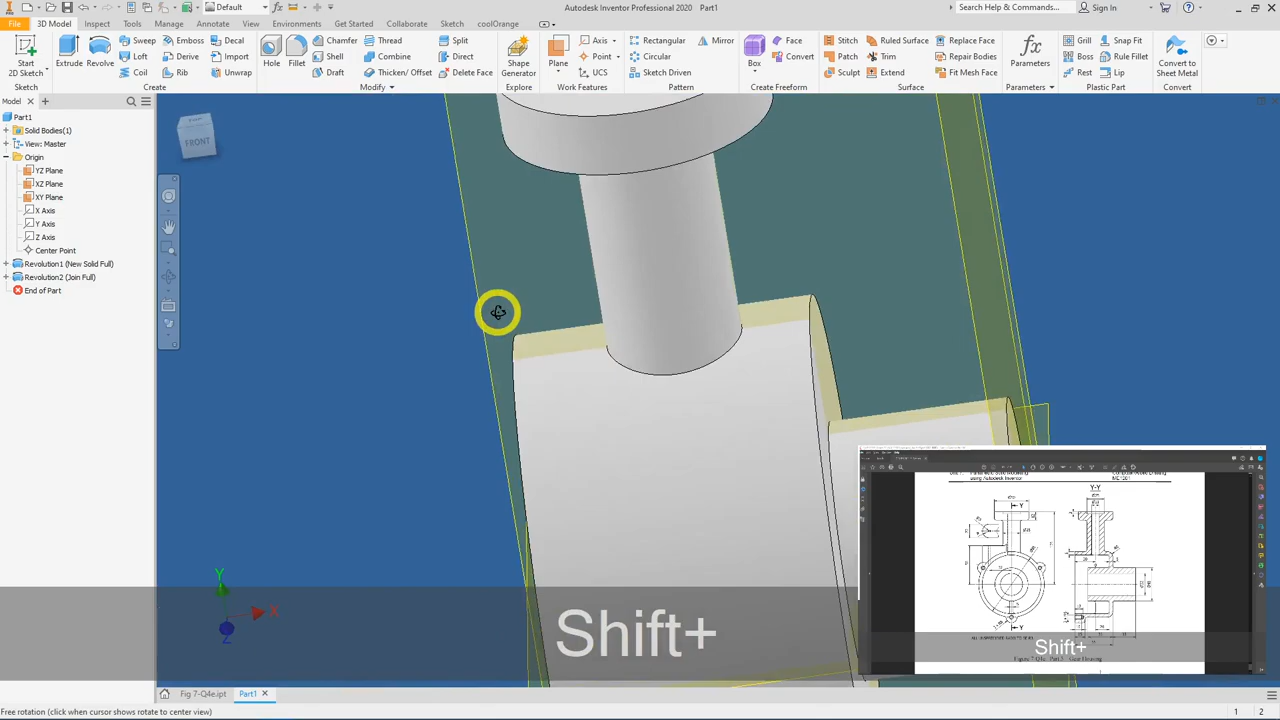 Default
Autodesk Inventor Professional 2020 Part1
Search Help & Commands...
Sign In
File
3D Model
Inspect
Tools
Manage
Annotate
View
Environments
Get Started
Collaborate
Sketch
coolOrange
Start
2D Sketch
Extrude
Revolve
Sweep
Emboss
Decal
Loft
Derive
Import
Coil
Rib
Unwrap
Create
Hole
Fillet
Chamfer
Thread
Split
Shell
Combine
Direct
Draft
Thicken/ Offset
Delete Face
Modify
Shape
Generator
Explore
Plane
Axis
Point
UCS
Work Features
Rectangular
Mirror
Circular
Sketch Driven
Pattern
Box
Face
Convert
Create Freeform
Stitch
Ruled Surface
Replace Face
Patch
Trim
Repair Bodies
Sculpt
Extend
Fit Mesh Face
Surface
Parameters
Parameters
Grill
Snap Fit
Boss
Rule Fillet
Rest
Lip
Plastic Part
Convert to
Sheet Metal
Convert
Model
Part1
Solid Bodies(1)
View: Master
Origin
YZ Plane
XZ Plane
XY Plane
X Axis
Y Axis
Z Axis
Center Point
Revolution1 (New Solid Full)
Revolution2 (Join Full)
End of Part
FRONT
Y
X
Z
Shift+
using Autodesk Inventor
Y-Y
Y
Y
Shift+
Fig 7-Q4e.ipt
Part1
Free rotation (click when cursor shows rotate to center view)
1
2